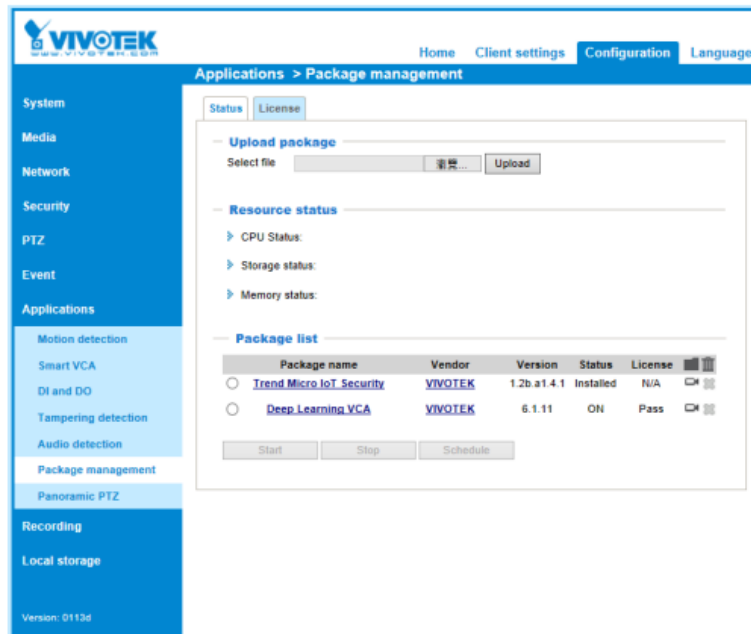 VIVOTEK
WWW.VIVOTEK.COM
Home Client settings Configuration Language
Applications > Package management
System
Media
Network
Security
PTZ
Event
Applications
Motion detection
Smart VCA
DI and DO
Tampering detection
Audio detection
Package management
Panoramic PTZ
Recording
Local storage
Version: 0113d
Status License
Upload package
Select file 瀏覽... Upload
Resource status
CPU Status:
Storage status:
Memory status:
Package list
Package name Vendor Version Status License
Trend Micro IoT Security VIVOTEK 1.2b.a1.4.1 Installed N/A
Deep Learning VCA VIVOTEK 6.1.11 ON Pass
Start Stop Schedule